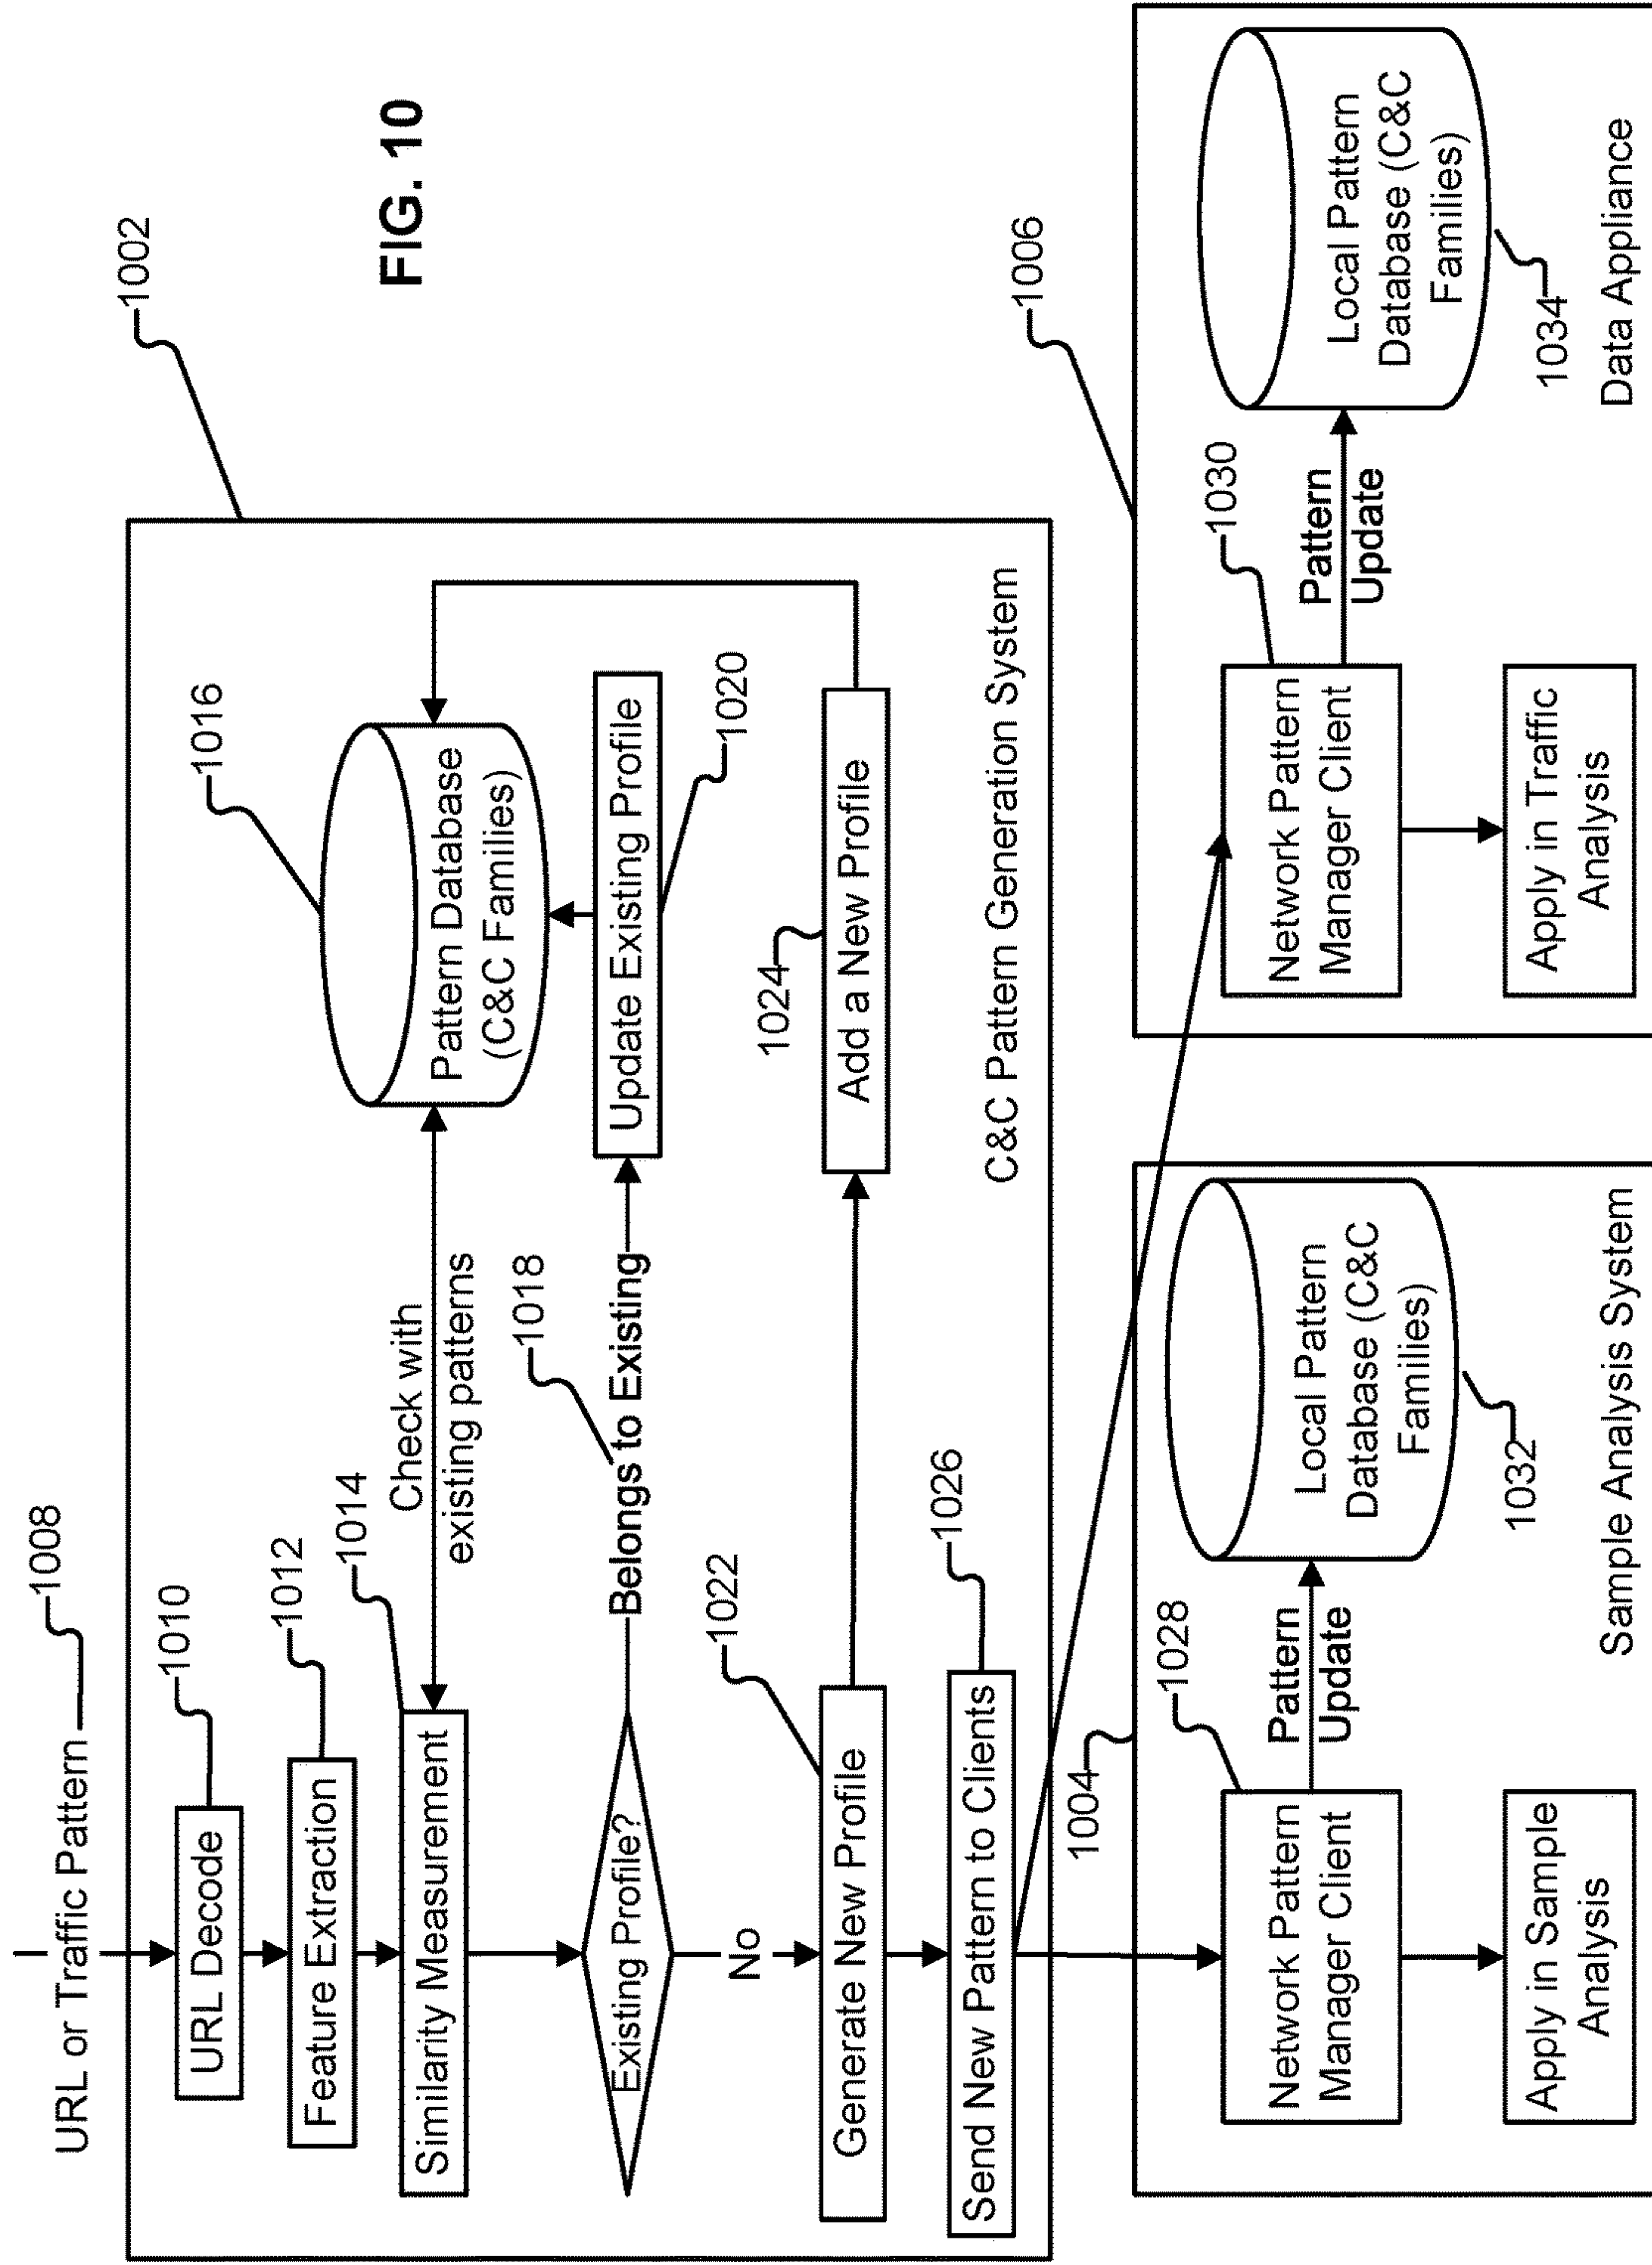 URL or Traffic Pattern
1008
1002
FIG. 10
URL Decode
1010
Feature Extraction
1012
Similarity Measurement
1014
Check with
existing patterns
Pattern Database
(C&C Families)
1016
Existing Profile?
Belongs to Existing
1018
Update Existing Profile
1020
No
Generate New Profile
1022
Add a New Profile
1024
Send New Pattern to Clients
1026
C&C Pattern Generation System
1004
Network Pattern
Manager Client
1028
Pattern
Update
Local Pattern
Database (C&C
Families)
1032
Apply in Sample
Analysis
Sample Analysis System
1006
Network Pattern
Manager Client
1030
Pattern
Update
Local Pattern
Database (C&C
Families)
1034
Apply in Traffic
Analysis
Data Appliance